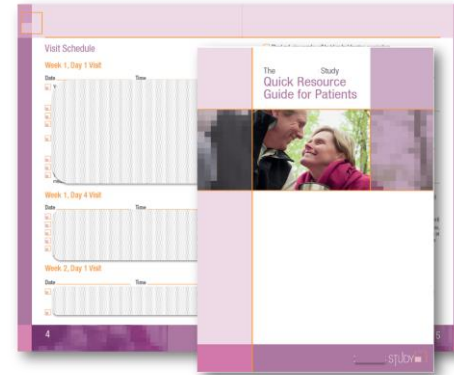 Visit Schedule
Week 1, Day 1 Visit
Date Time
Week 1, Day 4 Visit
Date Time
Week 2, Day 1 Visit
Date Time
4
The Study
Quick Resource
Guide for Patients
STUDY
5